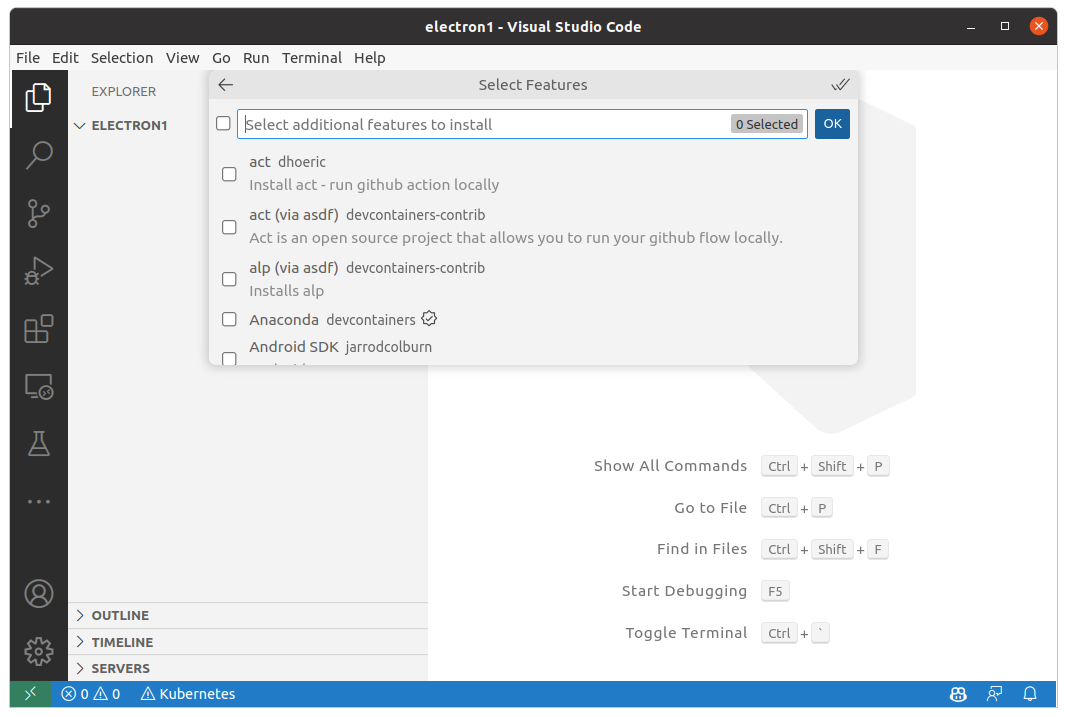 electron1 - Visual Studio Code
File Edit Selection View Go Run Terminal Help
EXPLORER
ELECTRON1
Select Features
Select additional features to install
0 Selected
OK
act dhoeric
Install act - run github action locally
act (via asdf) devcontainers-contrib
Act is an open source project that allows you to run your github flow locally.
alp (via asdf) devcontainers-contrib
Installs alp
Anaconda devcontainers
Android SDK jarrodcolburn
Show All Commands Ctrl + Shift + P
Go to File Ctrl + P
Find in Files Ctrl + Shift + F
Start Debugging F5
Toggle Terminal Ctrl + `
OUTLINE
TIMELINE
SERVERS
0 0 Kubernetes